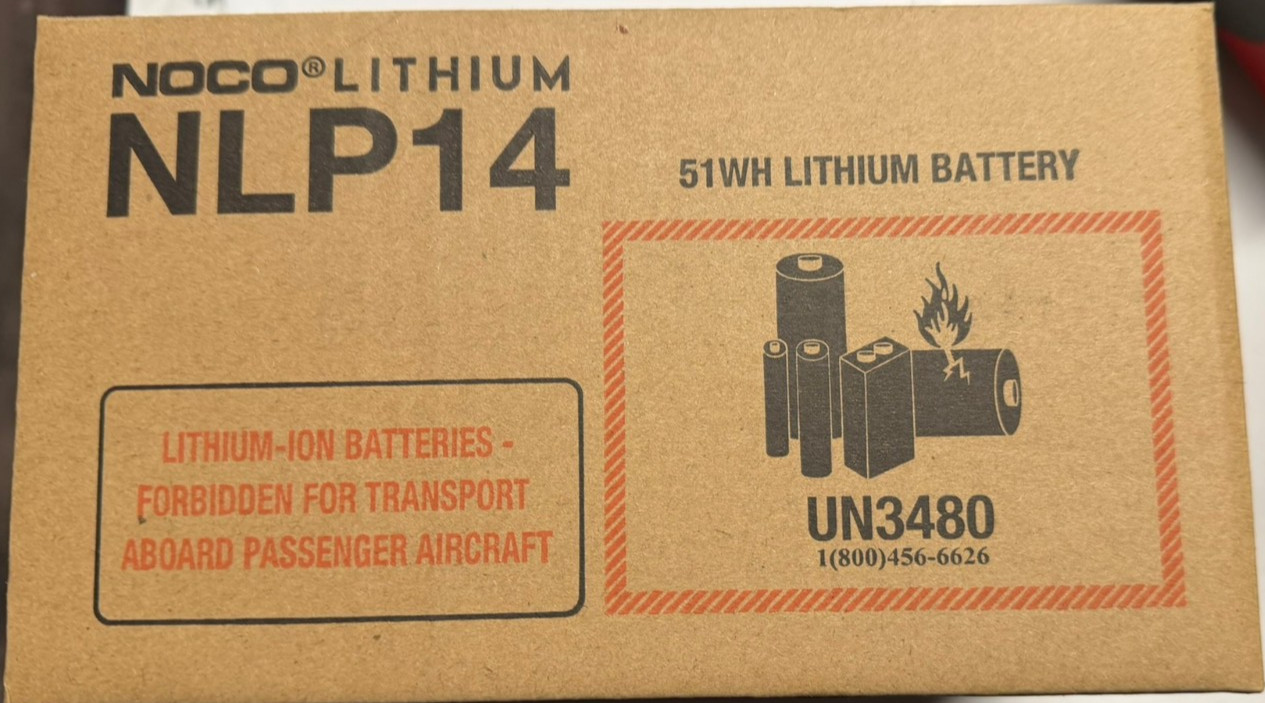 NOCO®LITHIUM
NLP14
51WH LITHIUM BATTERY
LITHIUM-ION BATTERIES -
FORBIDDEN FOR TRANSPORT
ABOARD PASSENGER AIRCRAFT
UN3480
1(800)456-6626